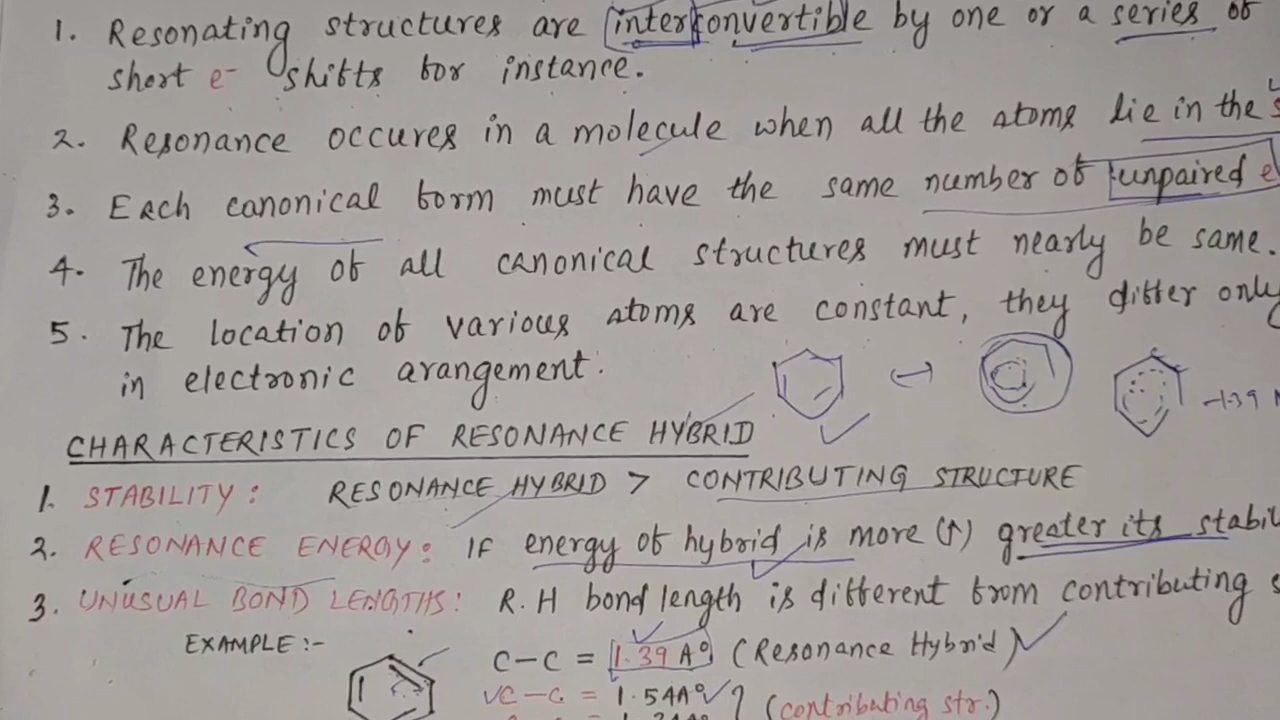 1. Resonating structures are interconvertible by one or a series of
short e⁻ shifts for instance.
2. Resonance occures in a molecule when all the atoms lie in the
3. Each canonical form must have the same number of unpaired e
4. The energy of all canonical structures must nearly be same.
5. The location of various atoms are constant, they differ only
in electronic arangement.
1.39
CHARACTERISTICS OF RESONANCE HYBRID
1. STABILITY: RESONANCE HYBRID > CONTRIBUTING STRUCTURE
2. RESONANCE ENERGY: IF energy of hybrid is more (↑) greater its stabil
3. UNUSUAL BOND LENGTHS: R.H bond length is different from contributing s
EXAMPLE:- C-C = 1.39 A° (Resonance Hybrid)
C-C = 1.54A° (contributing str.)